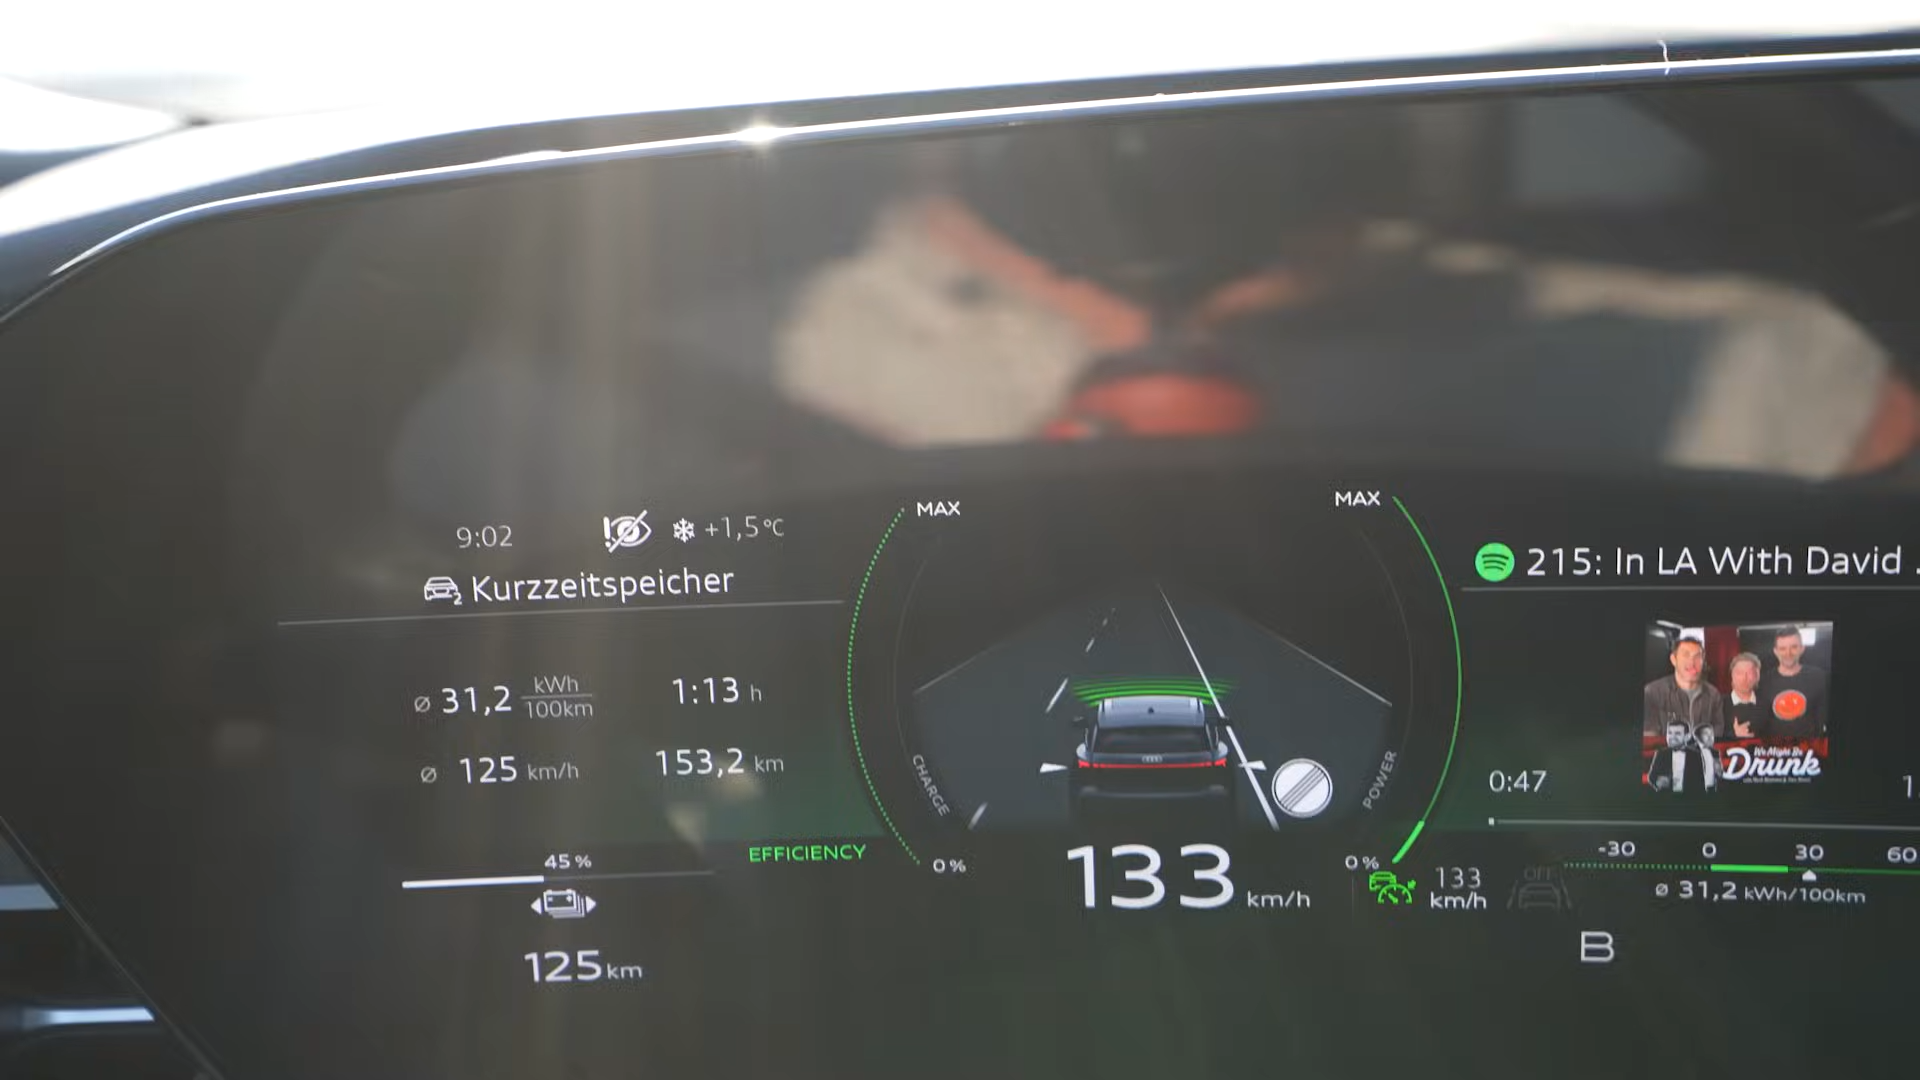 9:02 +1,5°C
Kurzzeitspeicher
ø 31,2 kWh/100km 1:13 h
ø 125 km/h 153,2 km
45 %
125 km
EFFICIENCY
MAX
CHARGE
0 %
MAX
POWER
0 %
133 km/h
133 km/h
OFF
215: In LA With David .
We Might Be
Drunk
0:47
-30 0 30 60
ø 31,2 kWh/100km
B